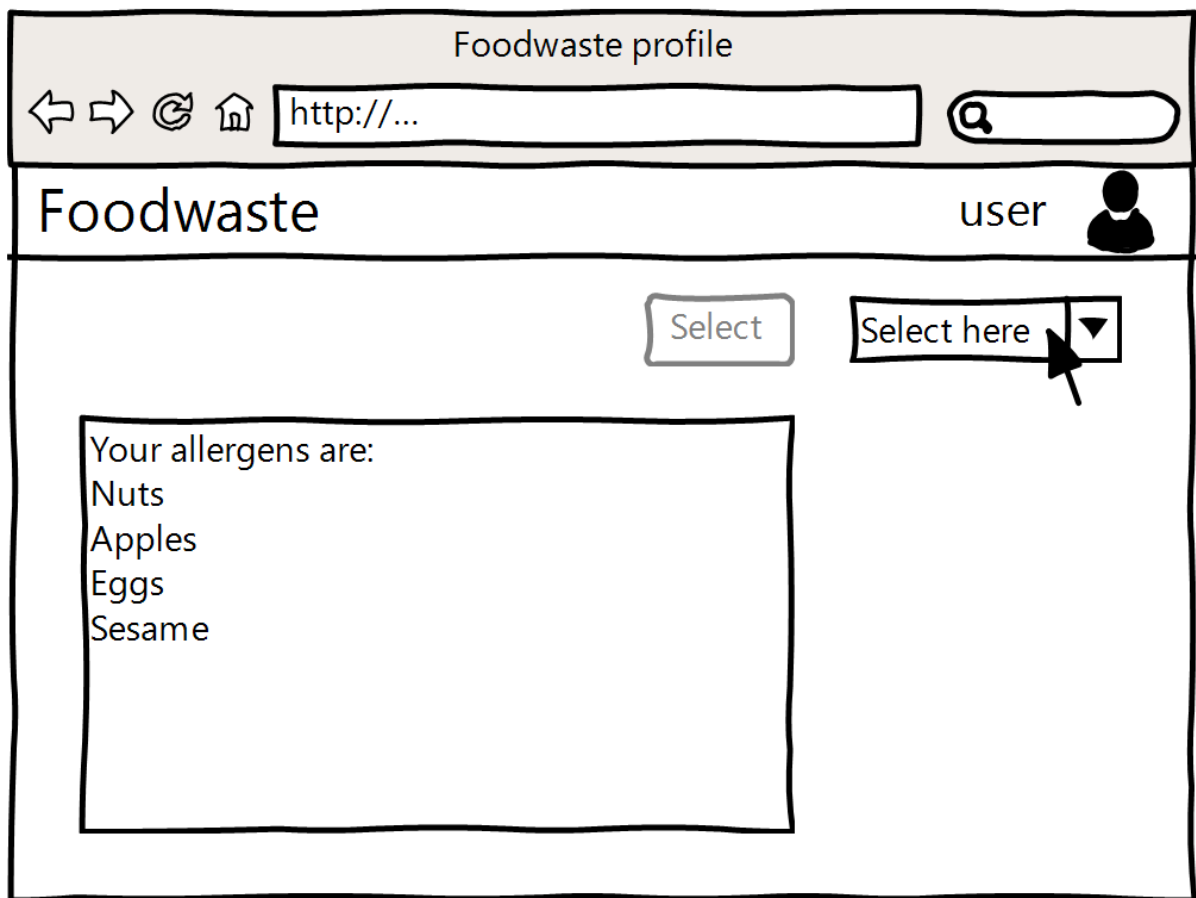 Foodwaste profile
http://...
Foodwaste
user
Select
Select here
Your allergens are:
Nuts
Apples
Eggs
Sesame